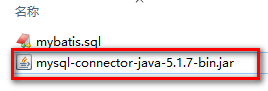 名称
mybatis.sql
mysql-connector-java-5.1.7-bin.jar